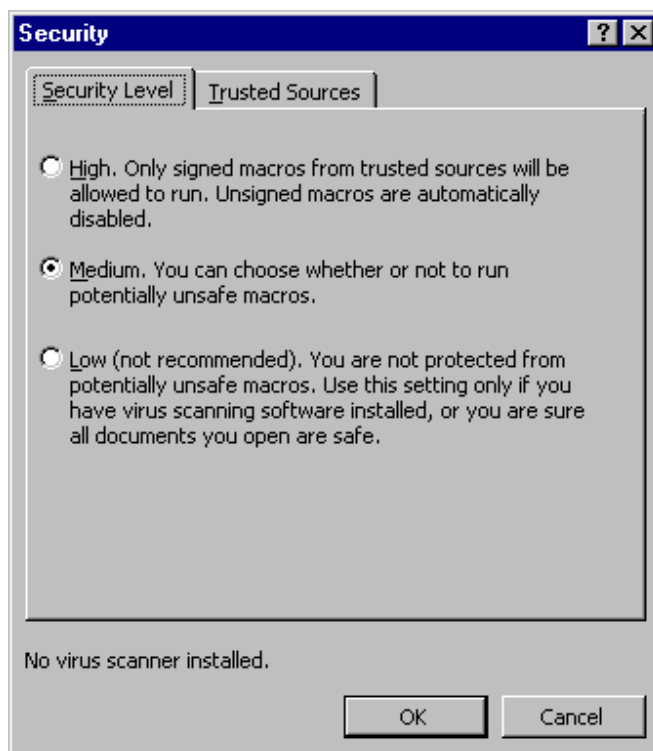 Security
Security Level
Trusted Sources
High. Only signed macros from trusted sources will be
allowed to run. Unsigned macros are automatically
disabled.
Medium. You can choose whether or not to run
potentially unsafe macros.
Low (not recommended). You are not protected from
potentially unsafe macros. Use this setting only if you
have virus scanning software installed, or you are sure
all documents you open are safe.
No virus scanner installed.
OK
Cancel